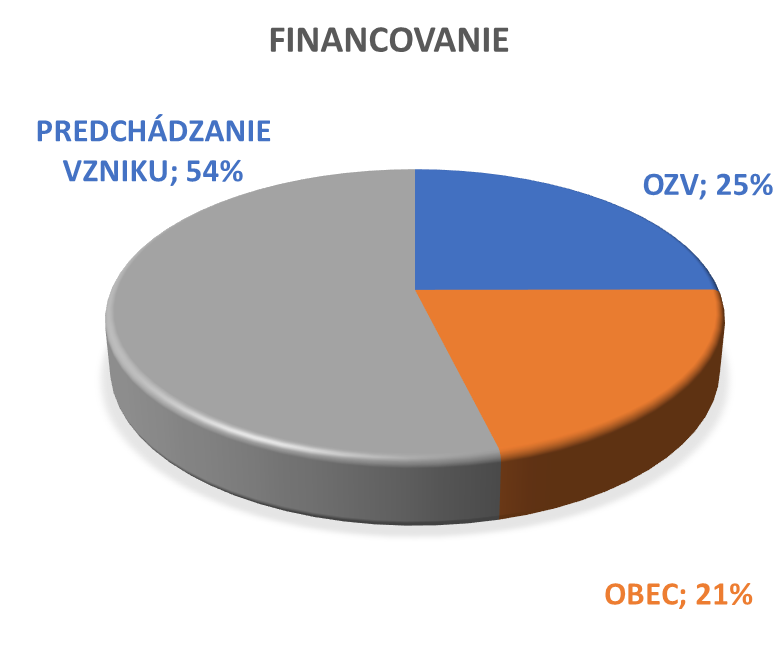 FINANCOVANIE
PREDCHÁDZANIE
VZNIKU; 54%
OZV; 25%
OBEC; 21%